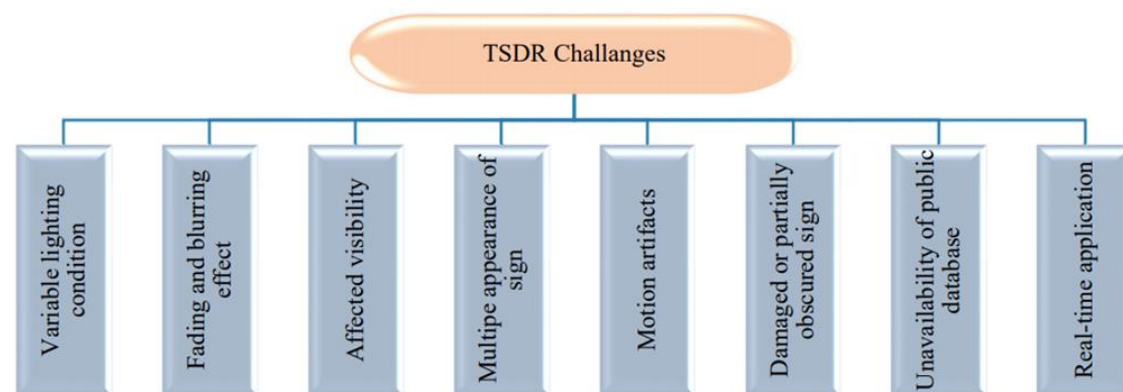 TSDR Challanges
Variable lighting
condition
Fading and blurring
effect
Affected visibility
Multipe appearance of
sign
Motion artifacts
Damaged or partially
obscured sign
Unavailability of public
database
Real-time application